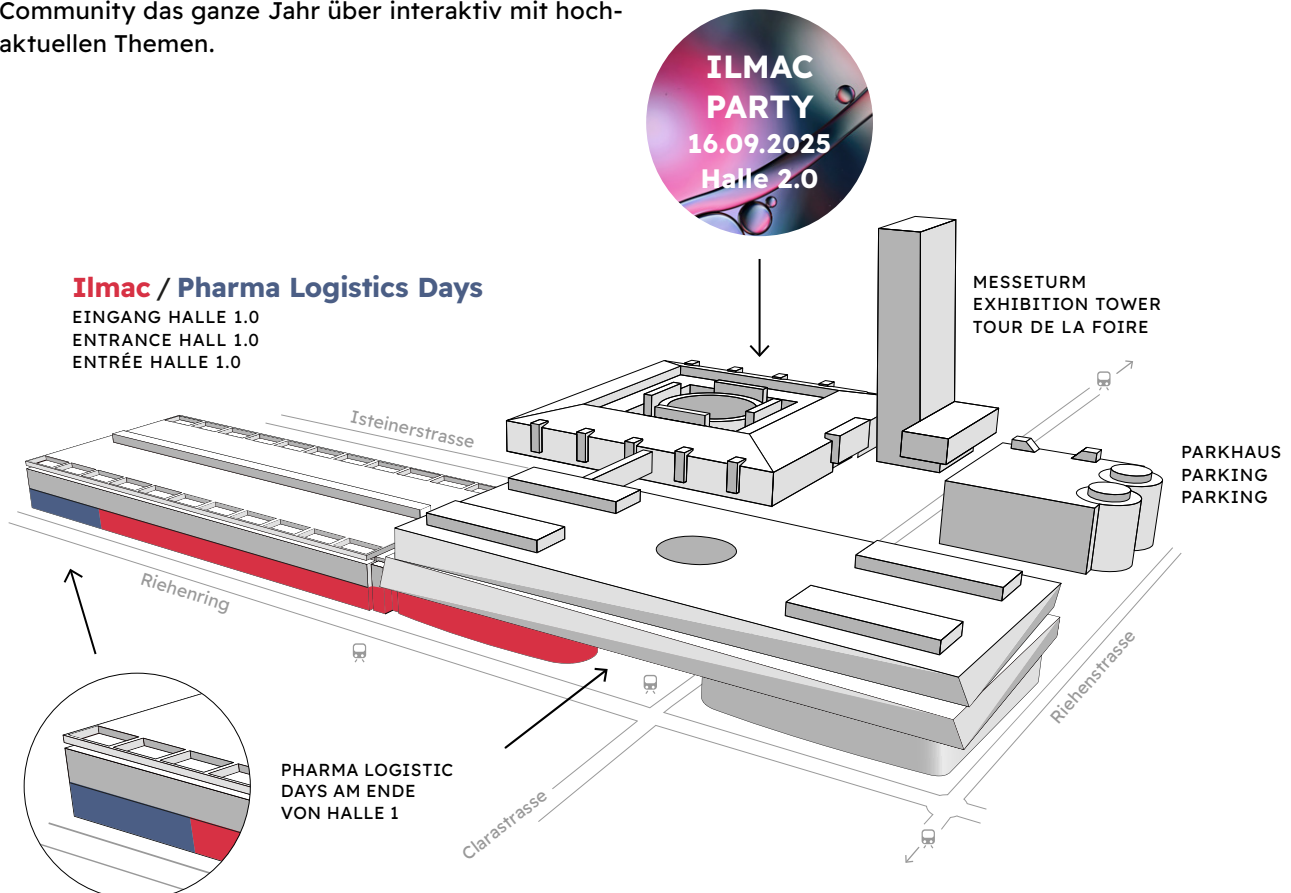 Community das ganze Jahr über interaktiv mit hoch-
aktuellen Themen.
ILMAC
PARTY
16.09.2025
Halle 2.0
Ilmac / Pharma Logistics Days
EINGANG HALLE 1.0
ENTRANCE HALL 1.0
ENTRÉE HALLE 1.0
MESSETURM
EXHIBITION TOWER
TOUR DE LA FOIRE
Isteinerstrasse
PARKHAUS
PARKING
PARKING
Riehenring
Riehenstrasse
PHARMA LOGISTIC
DAYS AM ENDE
VON HALLE 1
Clarastrasse